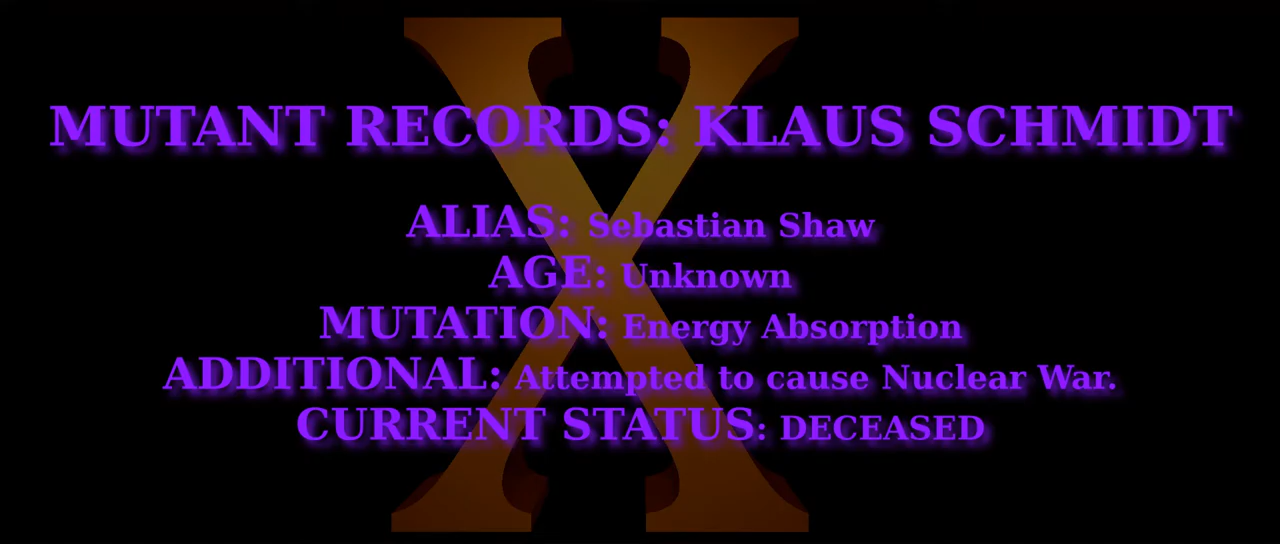 MUTANT RECORDS: KLAUS SCHMIDT
ALIAS: Sebastian Shaw
AGE: Unknown
MUTATION: Energy Absorption
ADDITIONAL: Attempted to cause Nuclear War.
CURRENT STATUS: DECEASED